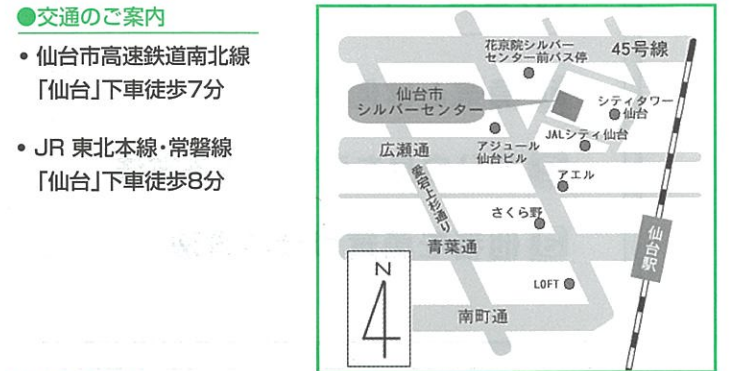 ●交通のご案内
• 仙台市高速鉄道南北線
「仙台」下車徒歩7分
• JR 東北本線・常磐線
「仙台」下車徒歩8分
花京院シルバー
センター前バス停
45号線
仙台市
シルバーセンター
シティタワー
仙台
JALシティ仙台
広瀬通
アジュール
仙台ビル
愛宕上杉通り
アエル
さくら野
仙台駅
青葉通
LOFT
N
南町通